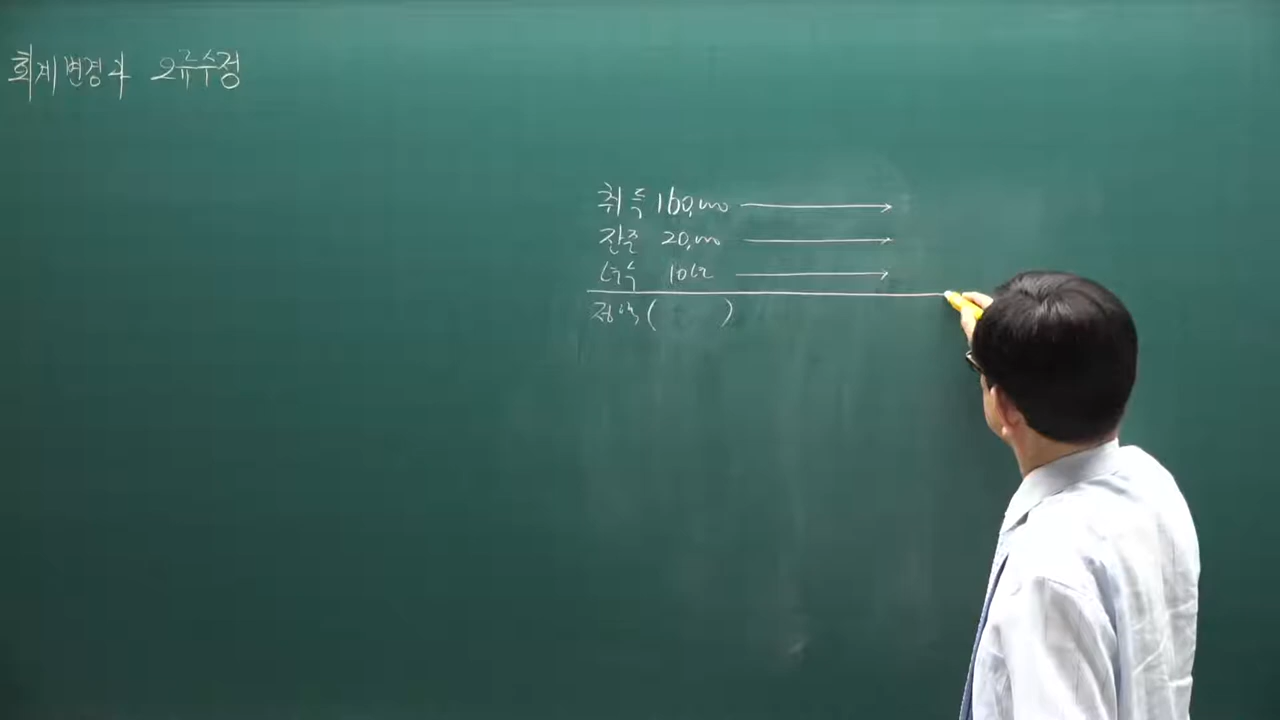 회계변경과 오류수정
취득 100,000
잔존 20,000
내용 10년
정액 (    )